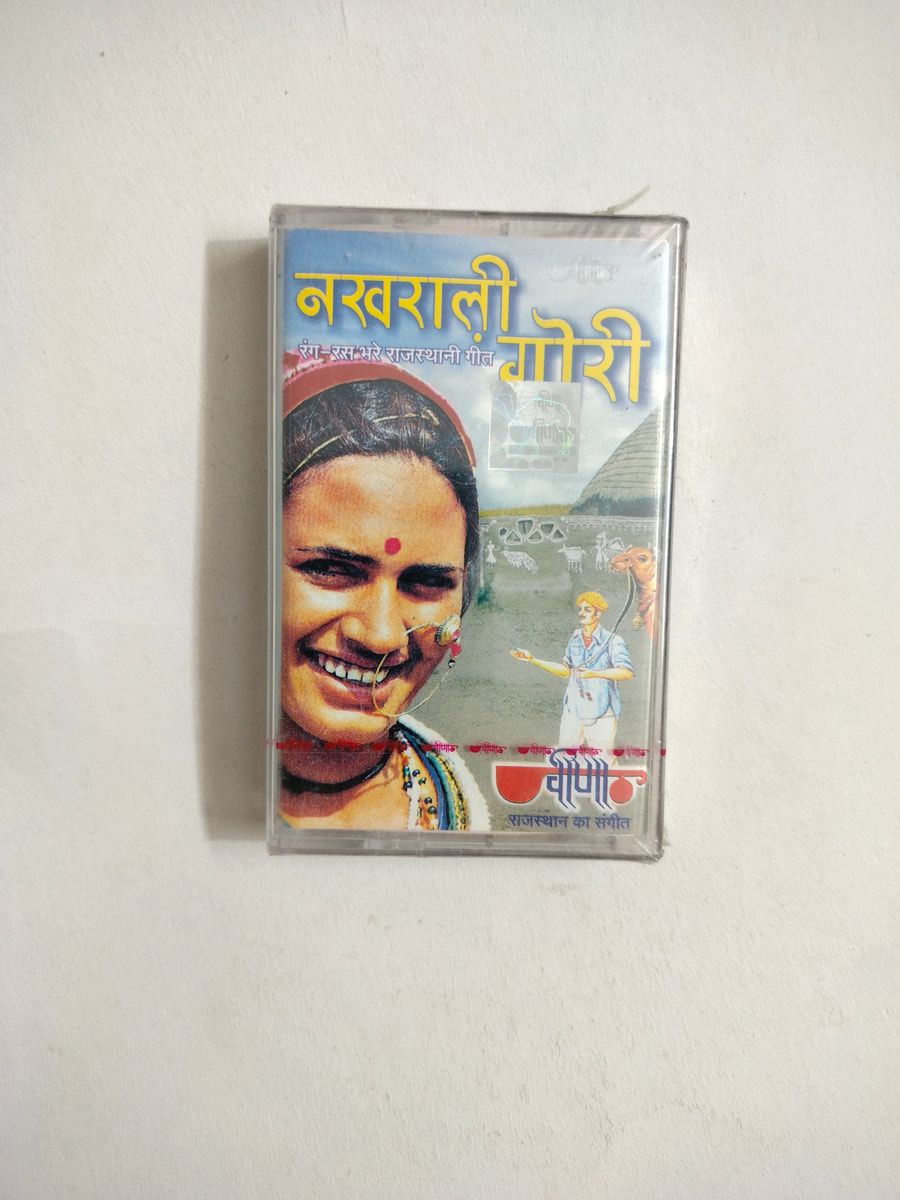 नखराली़
गोरी
रंग-रस भरे राजस्थानी गीत
वीणा
वीणा
वीणा वीणा वीणा वीणा वीणा वीणा वीणा वीणा
वीणा
राजस्थान का संगीत